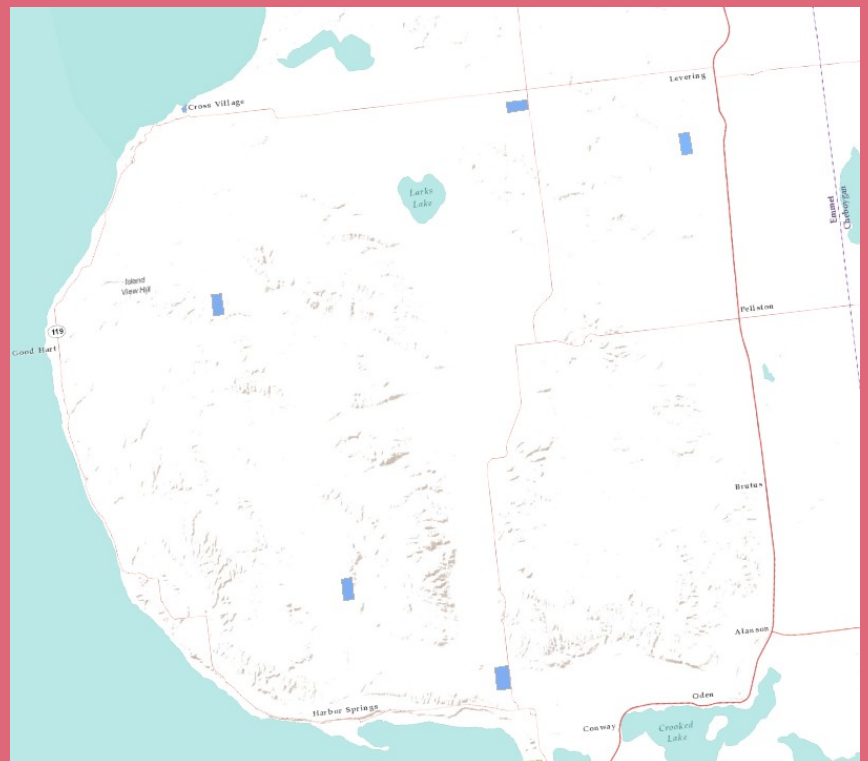 Levering
Cross Village
Larks
Lake
Emmet
Cheboygan
Island
View Hill
Pellston
119
Good Hart
Brutus
Alanson
Oden
Harbor Springs
Conway
Crooked
Lake